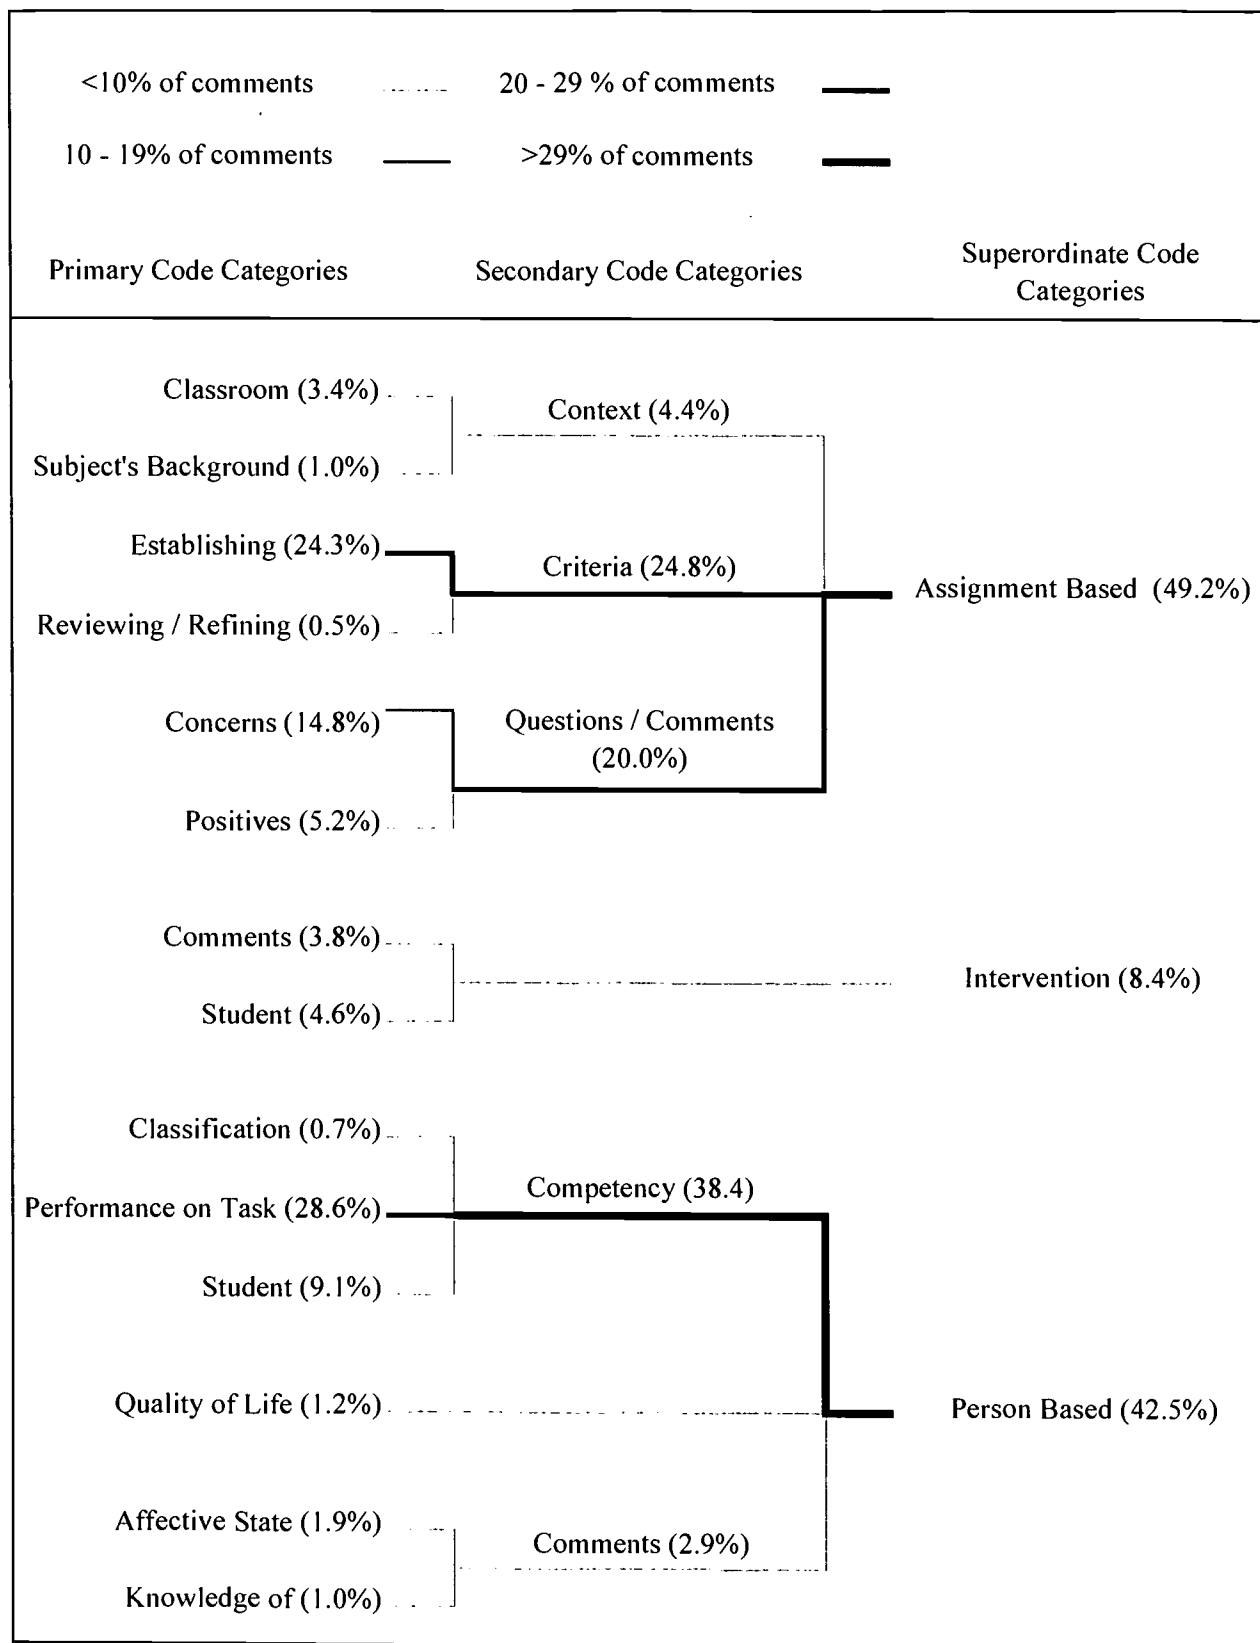 <10% of comments
20 - 29 % of comments
10 - 19% of comments
>29% of comments
Primary Code Categories
Secondary Code Categories
Superordinate Code
Categories
Classroom (3.4%)
Context (4.4%)
Subject's Background (1.0%)
Establishing (24.3%)
Criteria (24.8%)
Assignment Based (49.2%)
Reviewing / Refining (0.5%)
Concerns (14.8%)
Questions / Comments
(20.0%)
Positives (5.2%)
Comments (3.8%)
Intervention (8.4%)
Student (4.6%)
Classification (0.7%)
Competency (38.4)
Performance on Task (28.6%)
Student (9.1%)
Quality of Life (1.2%)
Person Based (42.5%)
Affective State (1.9%)
Comments (2.9%)
Knowledge of (1.0%)